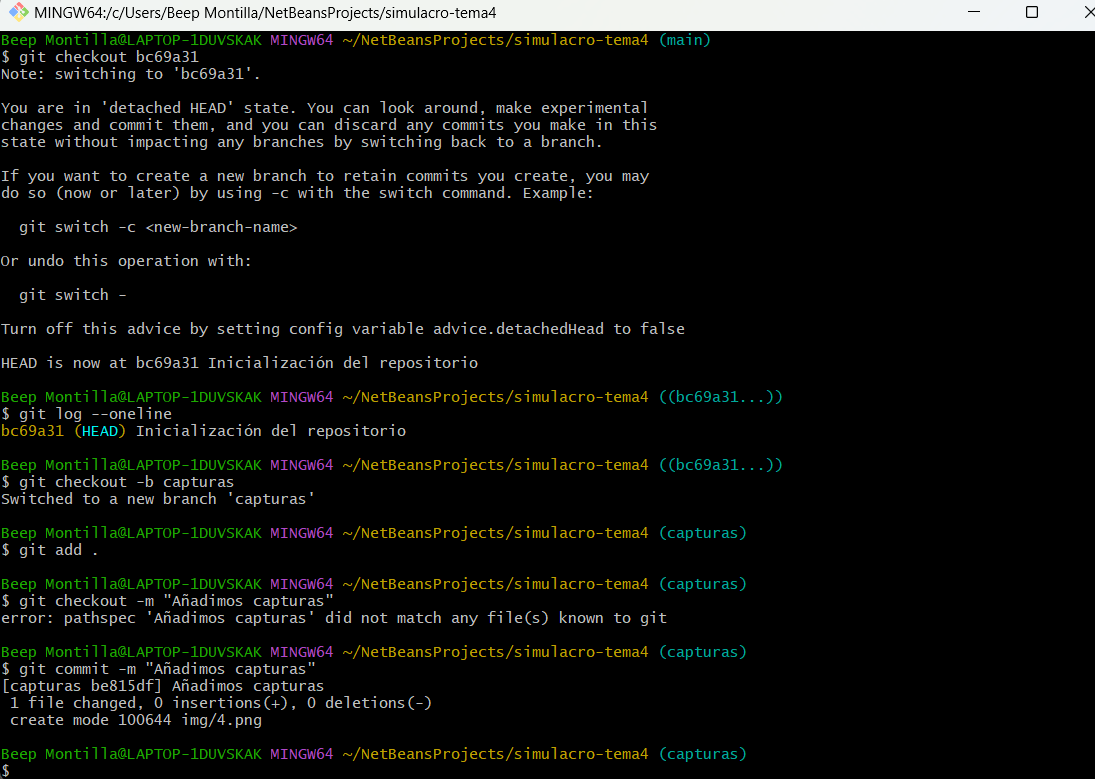 MINGW64:/c/Users/Beep Montilla/NetBeansProjects/simulacro-tema4
Beep Montilla@LAPTOP-1DUVSKAK MINGW64 ~/NetBeansProjects/simulacro-tema4 (main)
$ git checkout bc69a31
Note: switching to 'bc69a31'.
You are in 'detached HEAD' state. You can look around, make experimental
changes and commit them, and you can discard any commits you make in this
state without impacting any branches by switching back to a branch.
If you want to create a new branch to retain commits you create, you may
do so (now or later) by using -c with the switch command. Example:
git switch -c <new-branch-name>
Or undo this operation with:
git switch -
Turn off this advice by setting config variable advice.detachedHead to false
HEAD is now at bc69a31 Inicialización del repositorio
Beep Montilla@LAPTOP-1DUVSKAK MINGW64 ~/NetBeansProjects/simulacro-tema4 ((bc69a31...))
$ git log --oneline
bc69a31 (HEAD) Inicialización del repositorio
Beep Montilla@LAPTOP-1DUVSKAK MINGW64 ~/NetBeansProjects/simulacro-tema4 ((bc69a31...))
$ git checkout -b capturas
Switched to a new branch 'capturas'
Beep Montilla@LAPTOP-1DUVSKAK MINGW64 ~/NetBeansProjects/simulacro-tema4 (capturas)
$ git add .
Beep Montilla@LAPTOP-1DUVSKAK MINGW64 ~/NetBeansProjects/simulacro-tema4 (capturas)
$ git checkout -m "Añadimos capturas"
error: pathspec 'Añadimos capturas' did not match any file(s) known to git
Beep Montilla@LAPTOP-1DUVSKAK MINGW64 ~/NetBeansProjects/simulacro-tema4 (capturas)
$ git commit -m "Añadimos capturas"
[capturas be815df] Añadimos capturas
1 file changed, 0 insertions(+), 0 deletions(-)
create mode 100644 img/4.png
Beep Montilla@LAPTOP-1DUVSKAK MINGW64 ~/NetBeansProjects/simulacro-tema4 (capturas)
$